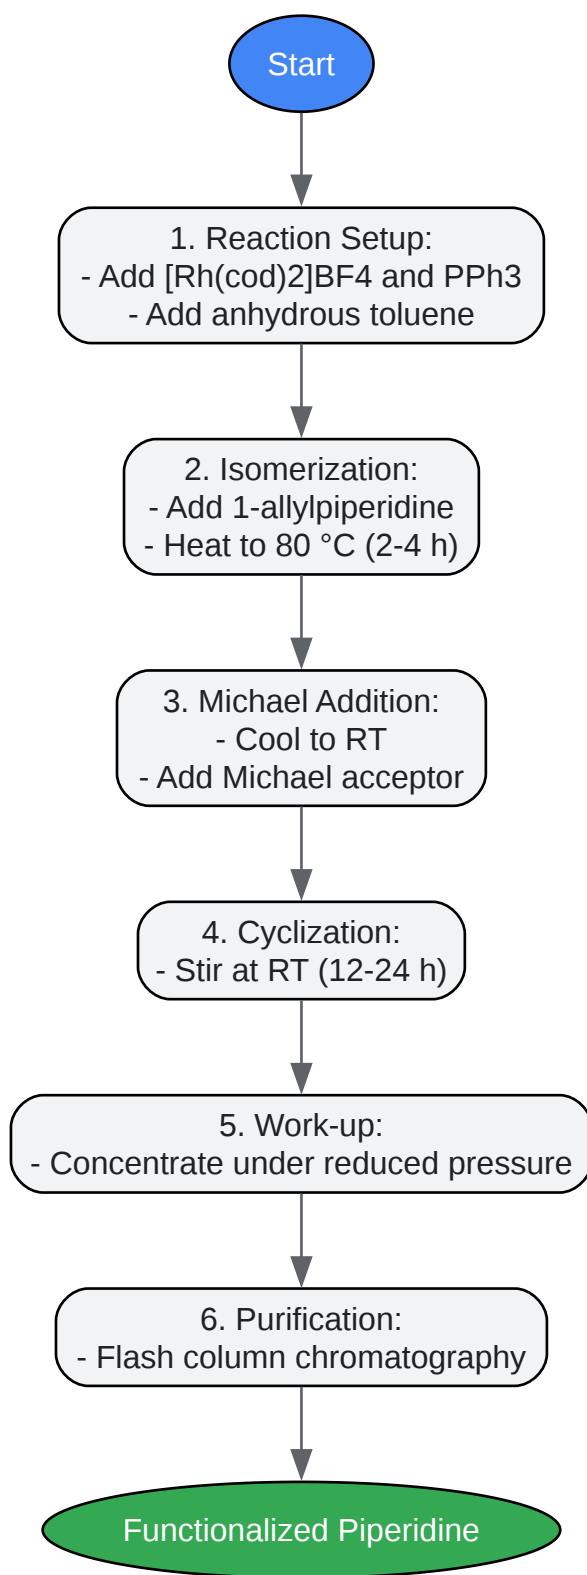 Start
1. Reaction Setup:
- Add [Rh(cod)2]BF4 and PPh3
- Add anhydrous toluene
2. Isomerization:
- Add 1-allylpiperidine
- Heat to 80 °C (2-4 h)
3. Michael Addition:
- Cool to RT
- Add Michael acceptor
4. Cyclization:
- Stir at RT (12-24 h)
5. Work-up:
- Concentrate under reduced pressure
6. Purification:
- Flash column chromatography
Functionalized Piperidine